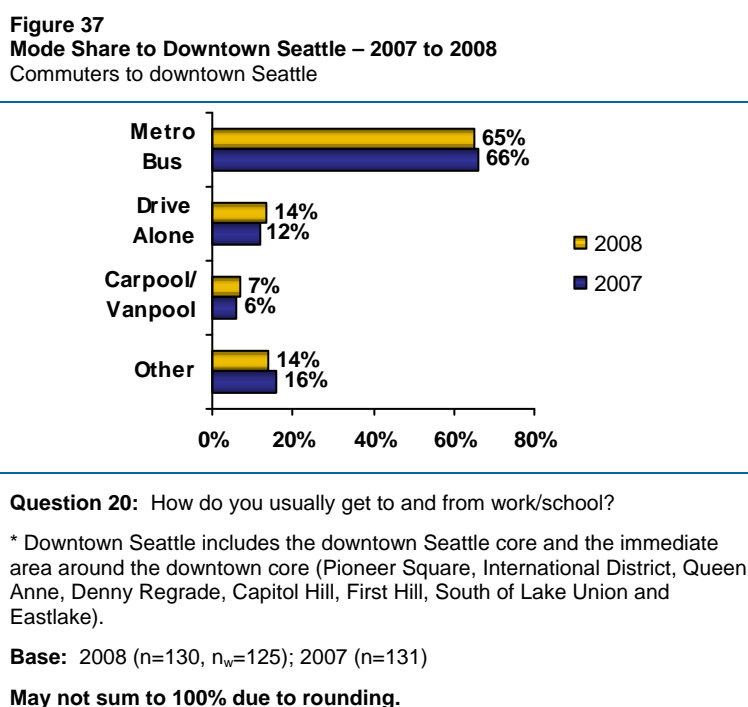 Figure 37
Mode Share to Downtown Seattle – 2007 to 2008
Commuters to downtown Seattle
Metro
Bus
65%
66%
Drive
Alone
14%
12%
Carpool/
Vanpool
7%
6%
Other
14%
16%
2008
2007
0% 20% 40% 60% 80%
Question 20: How do you usually get to and from work/school?
* Downtown Seattle includes the downtown Seattle core and the immediate
area around the downtown core (Pioneer Square, International District, Queen
Anne, Denny Regrade, Capitol Hill, First Hill, South of Lake Union and
Eastlake).
Base: 2008 (n=130, nw=125); 2007 (n=131)
May not sum to 100% due to rounding.